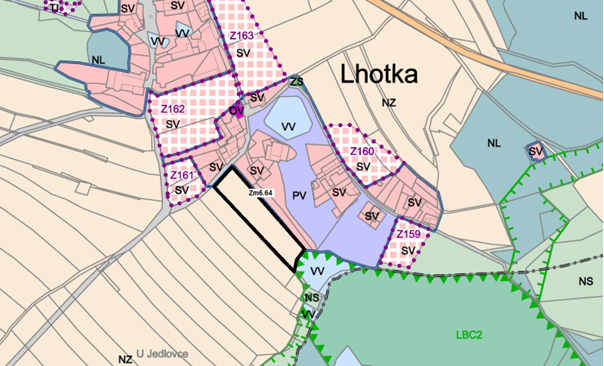 TI
SV
SV
VV
VV
Z163
SV
NL
NL
Lhotka
ZS
NZ
Z162
SV
OV
SV
VV
NL
Z160
SV
SV
Z161
SV
SV
SV
Zm6.64
PV
SV
SV
SV
Z159
SV
VV
NS
NS
VV
LBC2
U Jedlovce
NZ